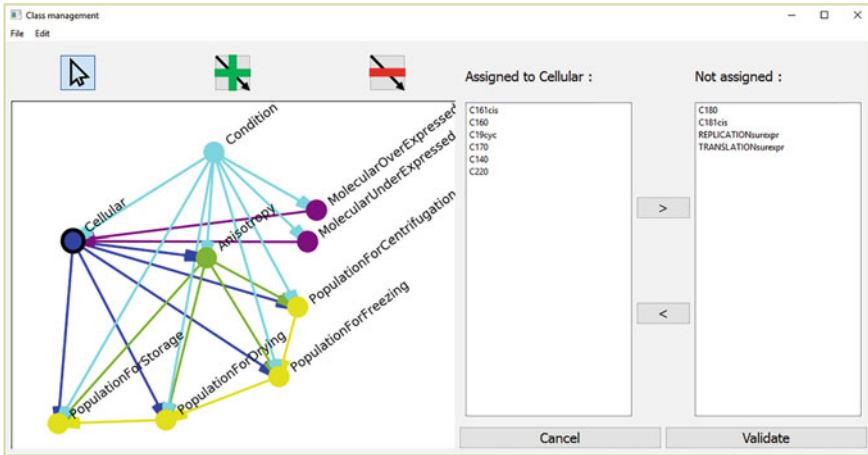 Class management
File Edit
Assigned to Cellular :
Not assigned :
C161cis
C160
C19cyc
C170
C140
C220
C180
C181cis
REPLICATIONsurexpr
TRANSLATIONsurexpr
>
<
Condition
MolecularOverExpressed
MolecularUnderExpressed
Cellular
Anisotropy
PopulationForCentrifugation
PopulationForFreezing
PopulationForStorage
PopulationForDrying
Cancel
Validate